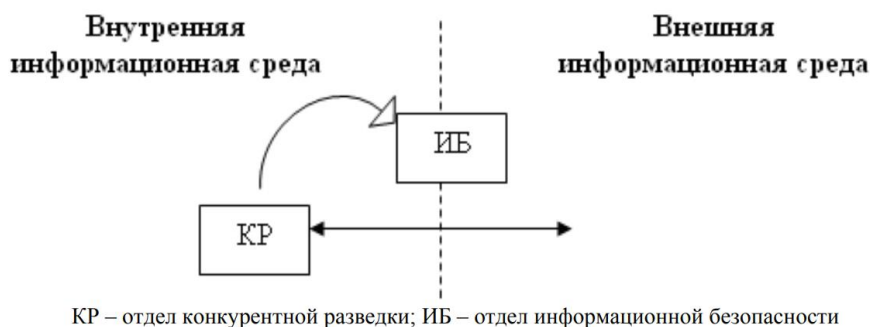 Внутренняя
информационная среда
Внешняя
информационная среда
ИБ
КР
КР – отдел конкурентной разведки; ИБ – отдел информационной безопасности